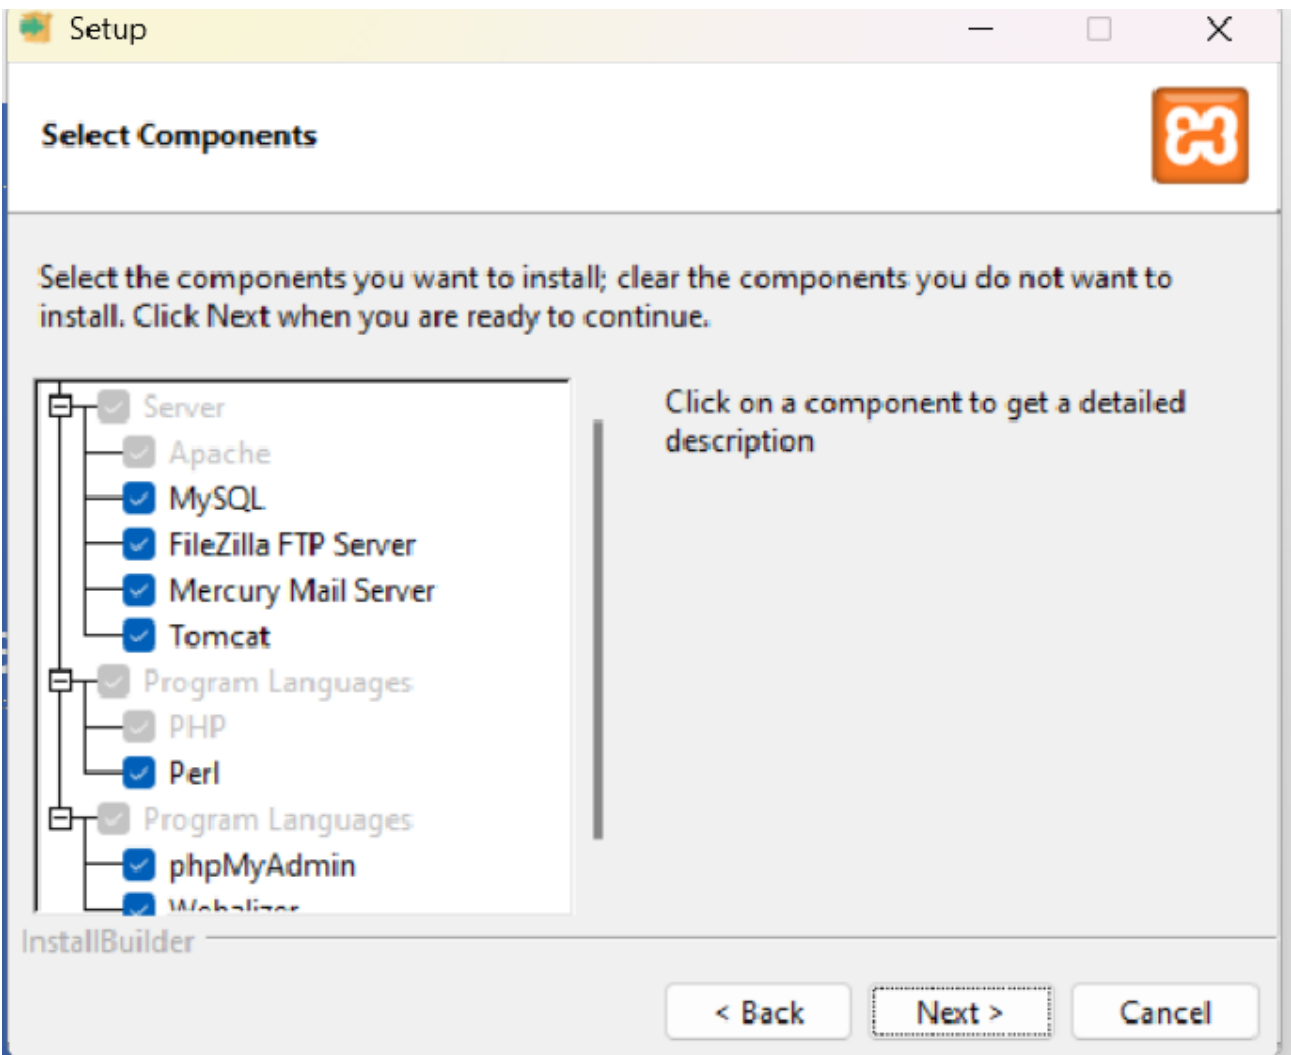 Setup
Select Components
Select the components you want to install; clear the components you do not want to
install. Click Next when you are ready to continue.
Server
Apache
MySQL
FileZilla FTP Server
Mercury Mail Server
Tomcat
Program Languages
PHP
Perl
Program Languages
phpMyAdmin
Webalizer
Click on a component to get a detailed
description
InstallBuilder
< Back
Next >
Cancel